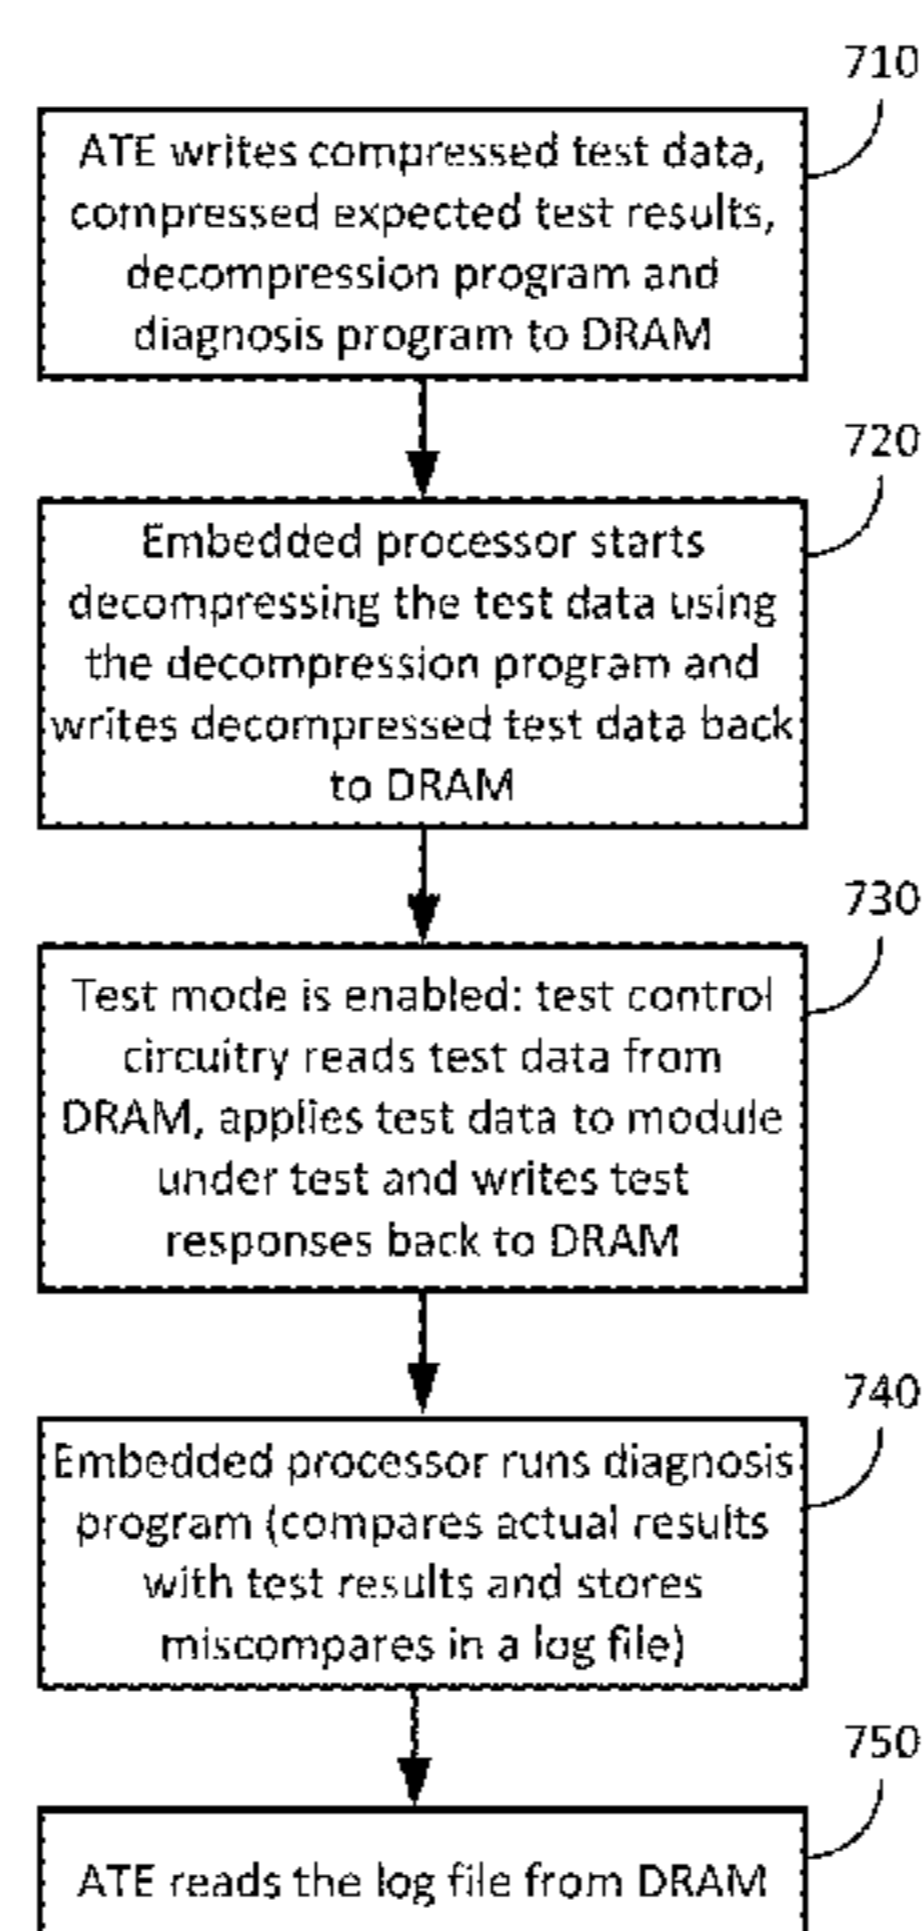 710
ATE writes compressed test data,
compressed expected test results,
decompression program and
diagnosis program to DRAM
720
Embedded processor starts
decompressing the test data using
the decompression program and
writes decompressed test data back
to DRAM
730
Test mode is enabled: test control
circuitry reads test data from
DRAM, applies test data to module
under test and writes test
responses back to DRAM
740
Embedded processor runs diagnosis
program (compares actual results
with test results and stores
miscompares in a log file)
750
ATE reads the log file from DRAM